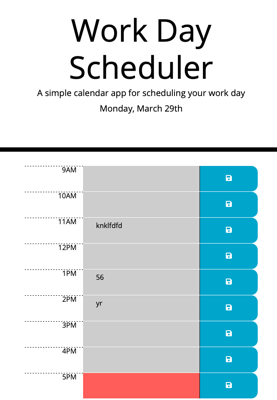 Work Day
Scheduler
A simple calendar app for scheduling your work day
Monday, March 29th
9AM
10AM
11AM knklfdfd
12PM
1PM 56
2PM yr
3PM
4PM
5PM